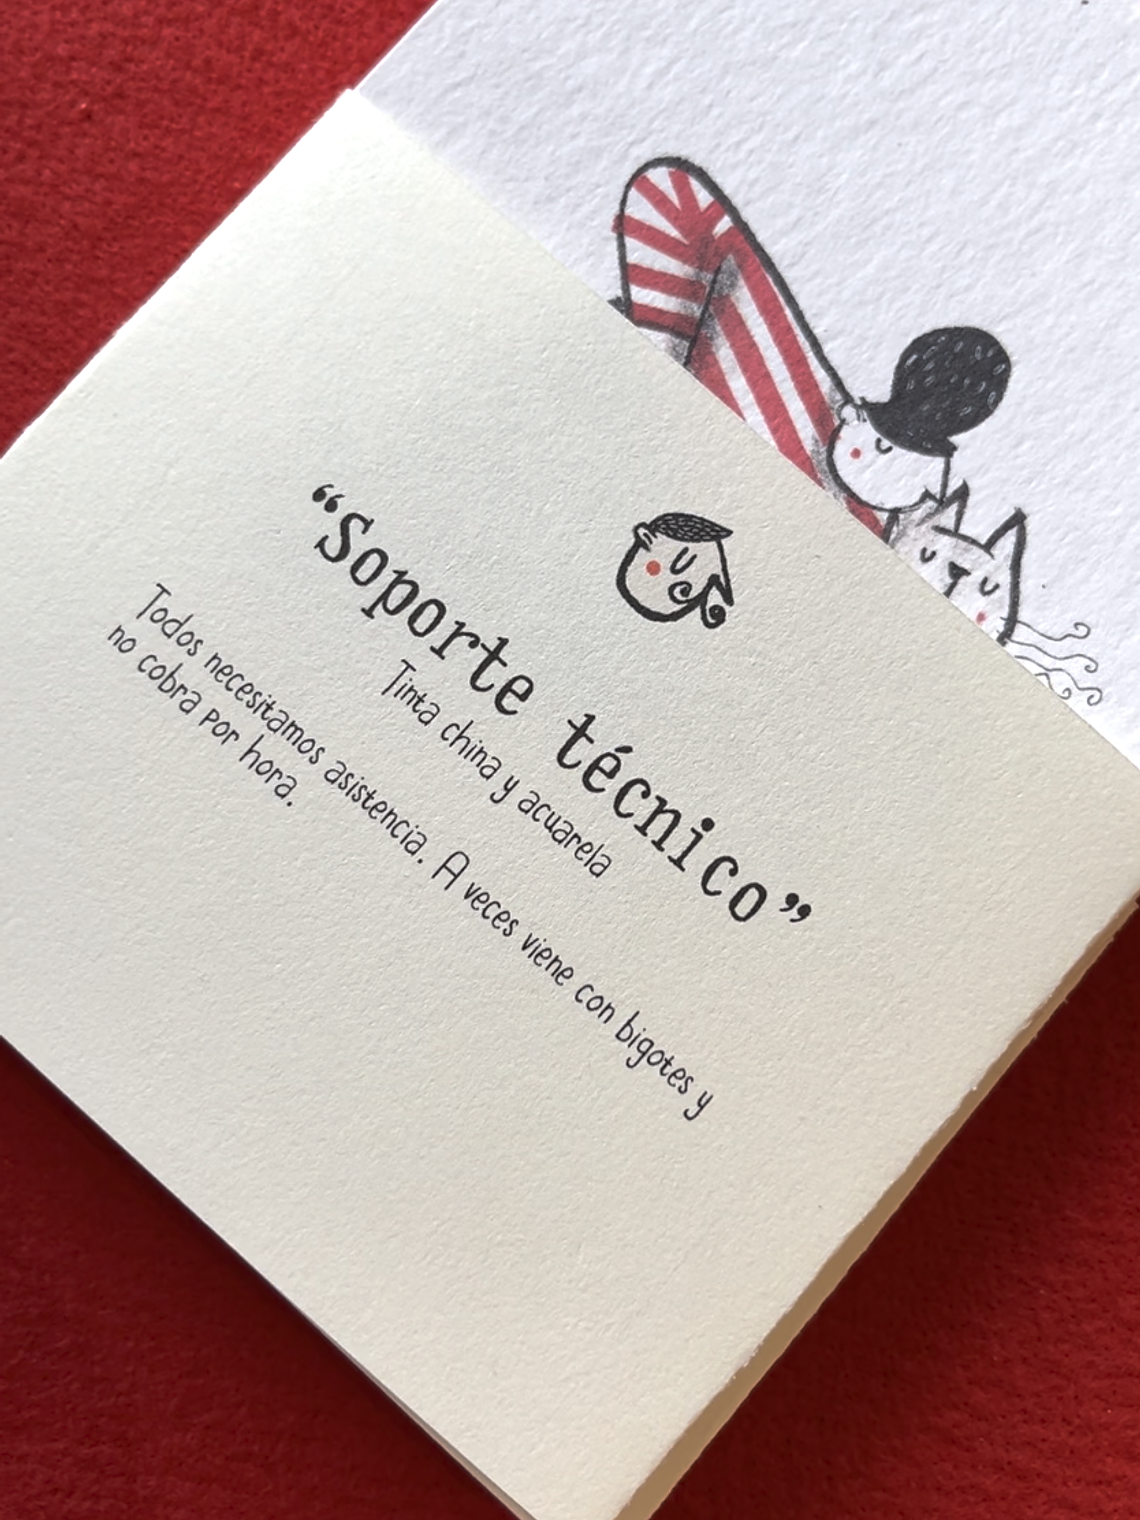 “Soporte técnico”
Tinta china y acuarela
Todos necesitamos asistencia. A veces viene con bigotes y
no cobra por hora.